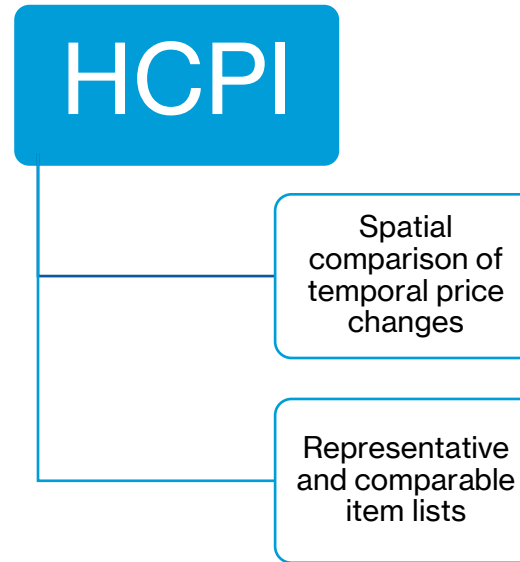 HCPI
Spatial
comparison of
temporal price
changes
Representative
and comparable
item lists